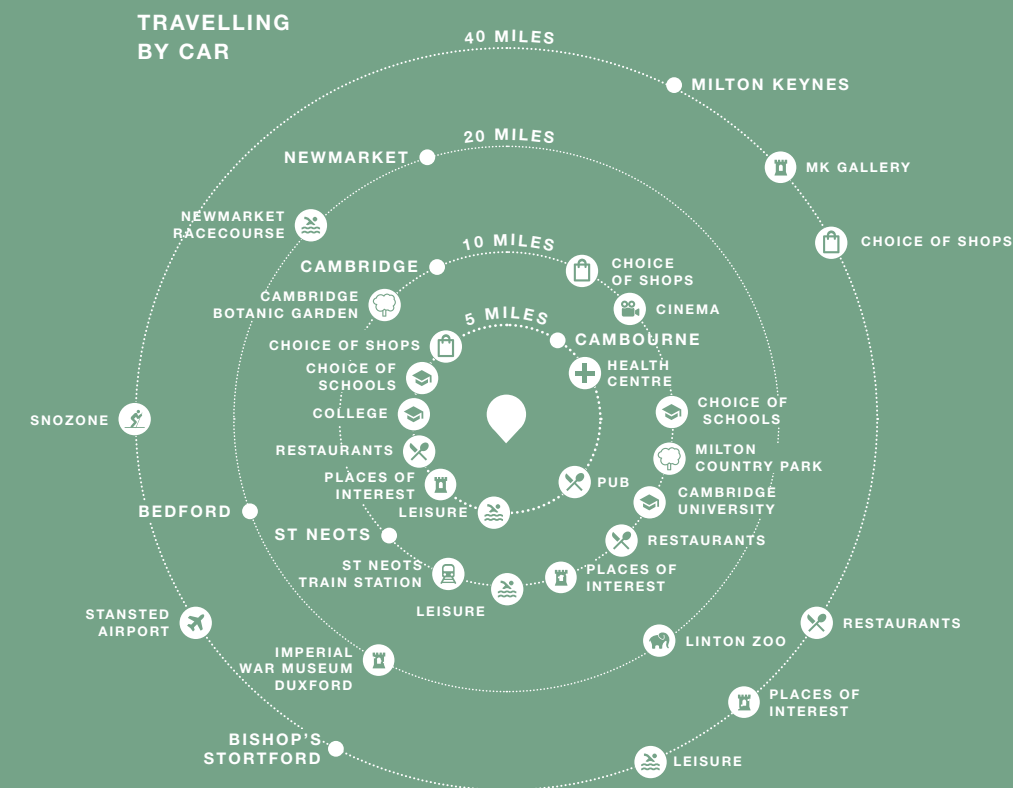 TRAVELLING
BY CAR
40 MILES
MILTON KEYNES
20 MILES
NEWMARKET
MK GALLERY
NEWMARKET
RACECOURSE
10 MILES
CHOICE OF SHOPS
CAMBRIDGE
CHOICE
OF SHOPS
CAMBRIDGE
BOTANIC GARDEN
CINEMA
5 MILES
CHOICE OF SHOPS
CAMBOURNE
CHOICE OF
SCHOOLS
HEALTH
CENTRE
COLLEGE
CHOICE OF
SCHOOLS
SNOZONE
RESTAURANTS
MILTON
COUNTRY PARK
PLACES OF
INTEREST
PUB
CAMBRIDGE
UNIVERSITY
LEISURE
BEDFORD
ST NEOTS
RESTAURANTS
ST NEOTS
TRAIN STATION
PLACES OF
INTEREST
LEISURE
STANSTED
AIRPORT
RESTAURANTS
LINTON ZOO
IMPERIAL
WAR MUSEUM
DUXFORD
PLACES OF
INTEREST
BISHOP'S
STORTFORD
LEISURE